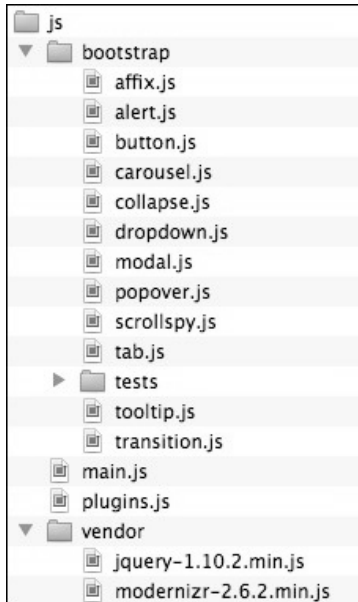 js
bootstrap
affix.js
alert.js
button.js
carousel.js
collapse.js
dropdown.js
modal.js
popover.js
scrollspy.js
tab.js
tests
tooltip.js
transition.js
main.js
plugins.js
vendor
jquery-1.10.2.min.js
modernizr-2.6.2.min.js